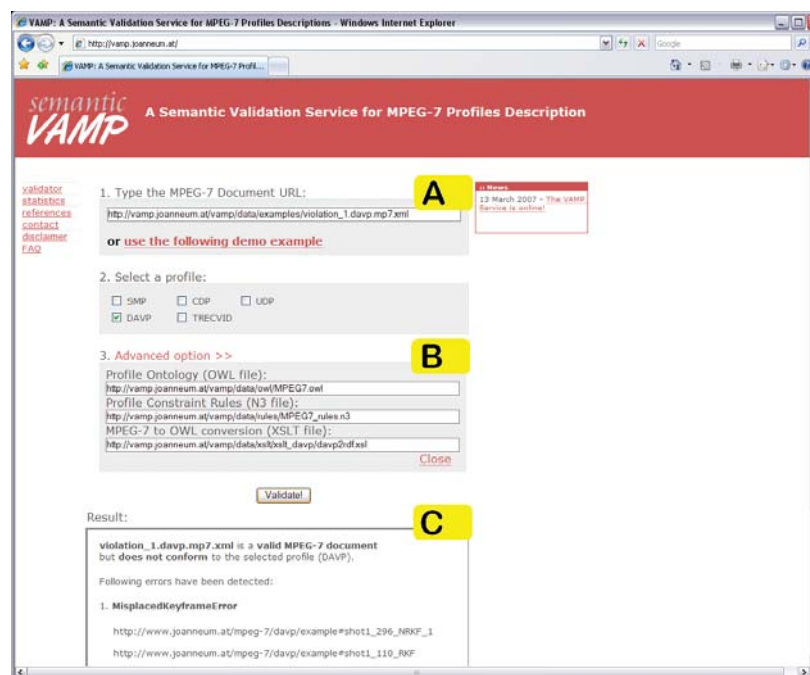 VAMP: A Semantic Validation Service for MPEG-7 Profiles Descriptions - Windows Internet Explorer
http://vamp.joanneum.at/
Google
VAMP: A Semantic Validation Service for MPEG-7 Profil...
semantic
VAMP
A Semantic Validation Service for MPEG-7 Profiles Description
validator
statistics
references
contact
disclaimer
FAQ
1. Type the MPEG-7 Document URL:
A
http://vamp.joanneum.at/vamp/data/examples/violation_1.davp.mp7.xml
or use the following demo example
:: News
13 March 2007 - The VAMP
Service is online!
2. Select a profile:
SMP CDP UDP
DAVP TRECVID
3. Advanced option >>
B
Profile Ontology (OWL file):
http://vamp.joanneum.at/vamp/data/owl/MPEG7.owl
Profile Constraint Rules (N3 file):
http://vamp.joanneum.at/vamp/data/rules/MPEG7_rules.n3
MPEG-7 to OWL conversion (XSLT file):
http://vamp.joanneum.at/vamp/data/xslt/xslt_davp/davp2rdf.xsl
Close
Validate!
Result:
C
violation_1.davp.mp7.xml is a valid MPEG-7 document
but does not conform to the selected profile (DAVP).
Following errors have been detected:
1. MisplacedKeyframeError
http://www.joanneum.at/mpeg-7/davp/example#shot1_296_NRKF_1
http://www.joanneum.at/mpeg-7/davp/example#shot1_110_RKF